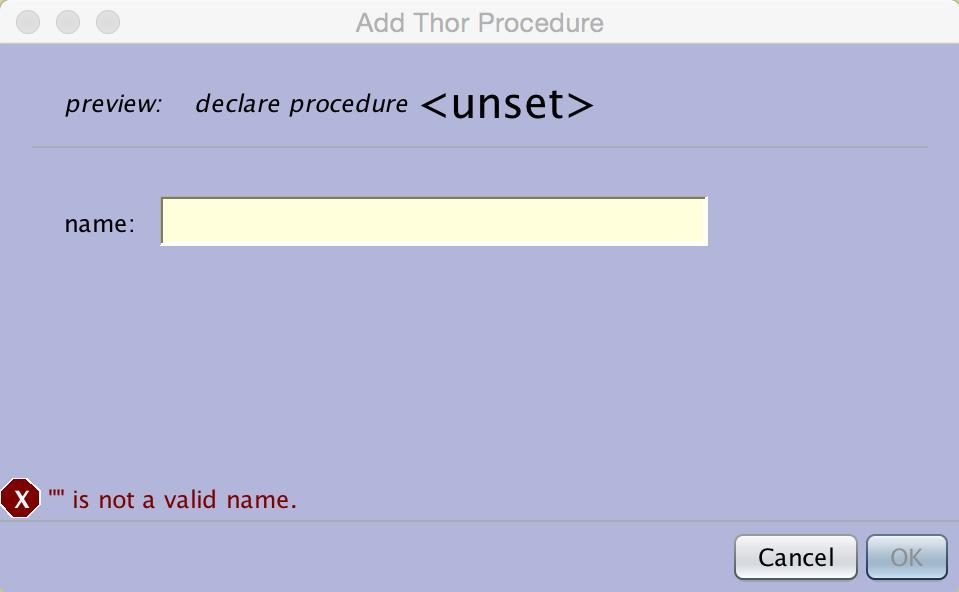 Add Thor Procedure
preview: declare procedure <unset>
name:
X "" is not a valid name.
Cancel OK